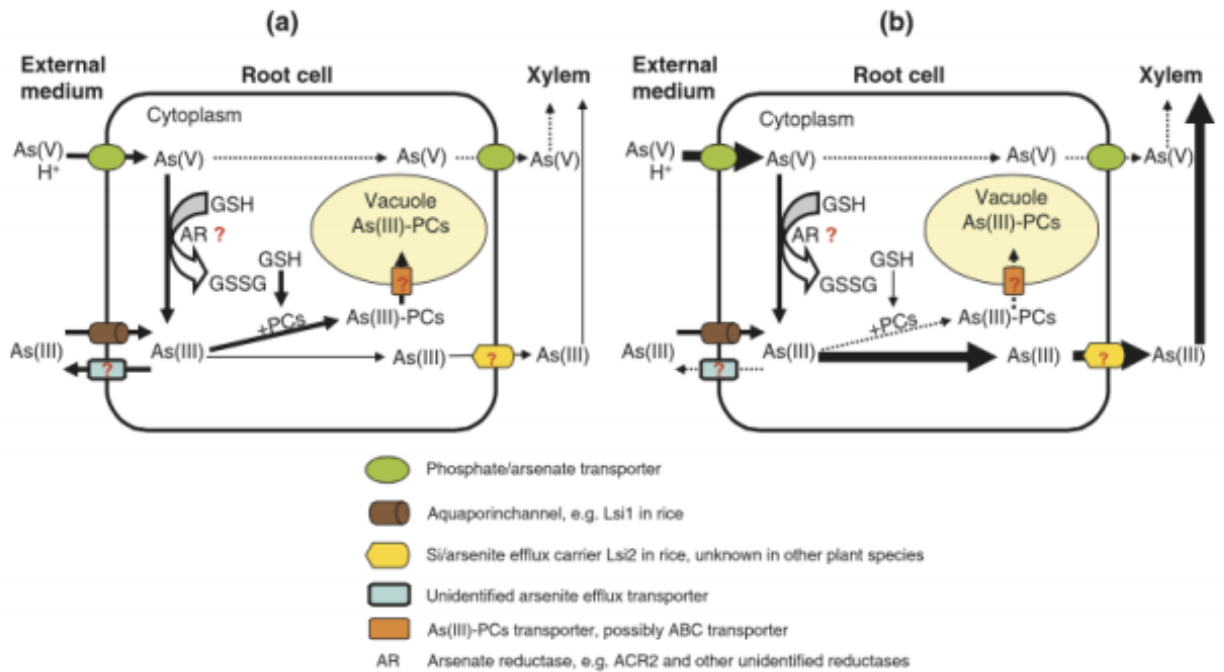 (a)
External medium
Root cell
Xylem
Cytoplasm
As(V)
H+
As(V)
As(V)
As(V)
GSH
AR ?
GSSG
GSH
Vacuole
As(III)-PCs
?
+PCs
As(III)-PCs
As(III)
?
As(III)
As(III)
?
As(III)
(b)
External medium
Root cell
Xylem
Cytoplasm
As(V)
H+
As(V)
As(V)
As(V)
GSH
AR ?
GSSG
GSH
Vacuole
As(III)-PCs
?
+PCs
As(III)-PCs
As(III)
?
As(III)
As(III)
?
As(III)
Phosphate/arsenate transporter
Aquaporinchannel, e.g. Lsi1 in rice
Si/arsenite efflux carrier Lsi2 in rice, unknown in other plant species
Unidentified arsenite efflux transporter
As(III)-PCs transporter, possibly ABC transporter
AR Arsenate reductase, e.g. ACR2 and other unidentified reductases